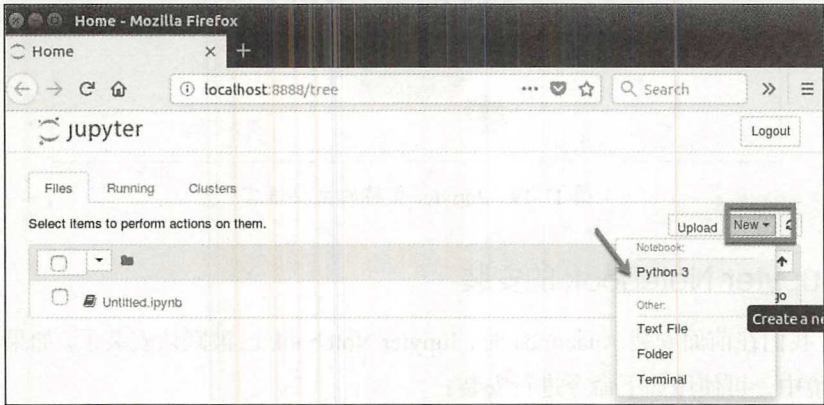 Home - Mozilla Firefox
Home
localhost:8888/tree
Search
jupyter
Logout
Files Running Clusters
Select items to perform actions on them.
Upload New
Notebook:
Python 3
Untitled.ipynb
go
Other:
Create a ne
Text File
Folder
Terminal